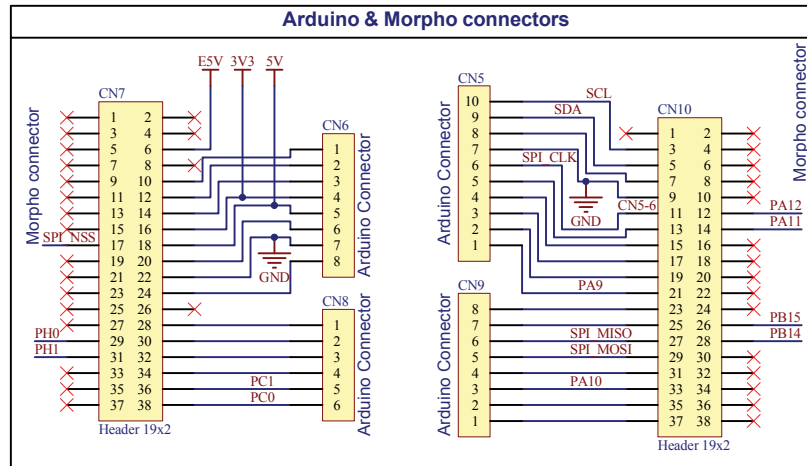 Arduino & Morpho connectors
E5V 3V3 5V
CN7
1 2
3 4
5 6
7 8
9 10
11 12
13 14
15 16
17 18
19 20
21 22
23 24
25 26
27 28
29 30
31 32
33 34
35 36
37 38
Header 19x2
Morpho connector
SPI_NSS
PH0
PH1
GND
PC1
PC0
CN6
1
2
3
4
5
6
7
8
Arduino Connector
CN8
1
2
3
4
5
6
Arduino Connector
CN5
10
9
8
7
6
5
4
3
2
1
Arduino Connector
SCL
SDA
SPI_CLK
GND
CN5-6
PA9
CN9
8
7
6
5
4
3
2
1
Arduino Connector
SPI_MISO
SPI_MOSI
PA10
CN10
1 2
3 4
5 6
7 8
9 10
11 12
13 14
15 16
17 18
19 20
21 22
23 24
25 26
27 28
29 30
31 32
33 34
35 36
37 38
Header 19x2
Morpho connector
PA12
PA11
PB15
PB14